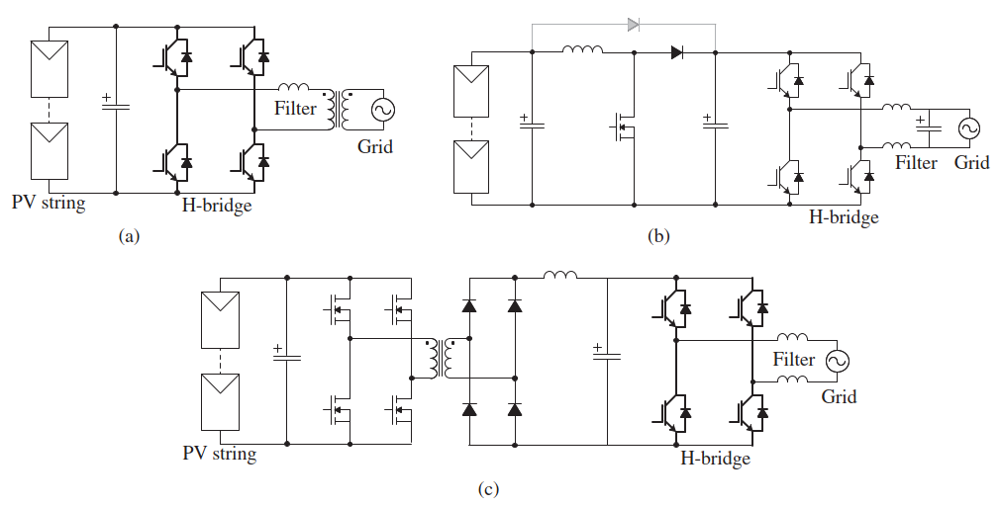 Filter
Grid
PV string
H-bridge
(a)
Filter Grid
H-bridge
(b)
Filter
Grid
PV string
H-bridge
(c)